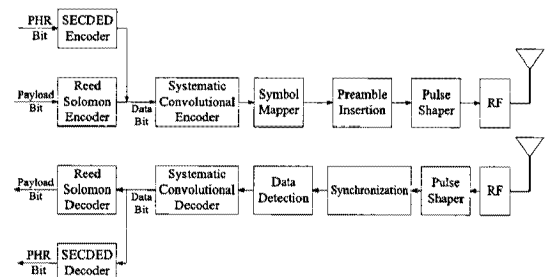 PHR
Bit
SECDED
Encoder
Payload
Bit
Reed
Solomon
Encoder
Data
Bit
Systematic
Convolutional
Encoder
Symbol
Mapper
Preamble
Insertion
Pulse
Shaper
RF
Payload
Bit
Reed
Solomon
Decoder
Data
Bit
Systematic
Convolutional
Decoder
Data
Detection
Synchronization
Pulse
Shaper
RF
PHR
Bit
SECDED
Decoder